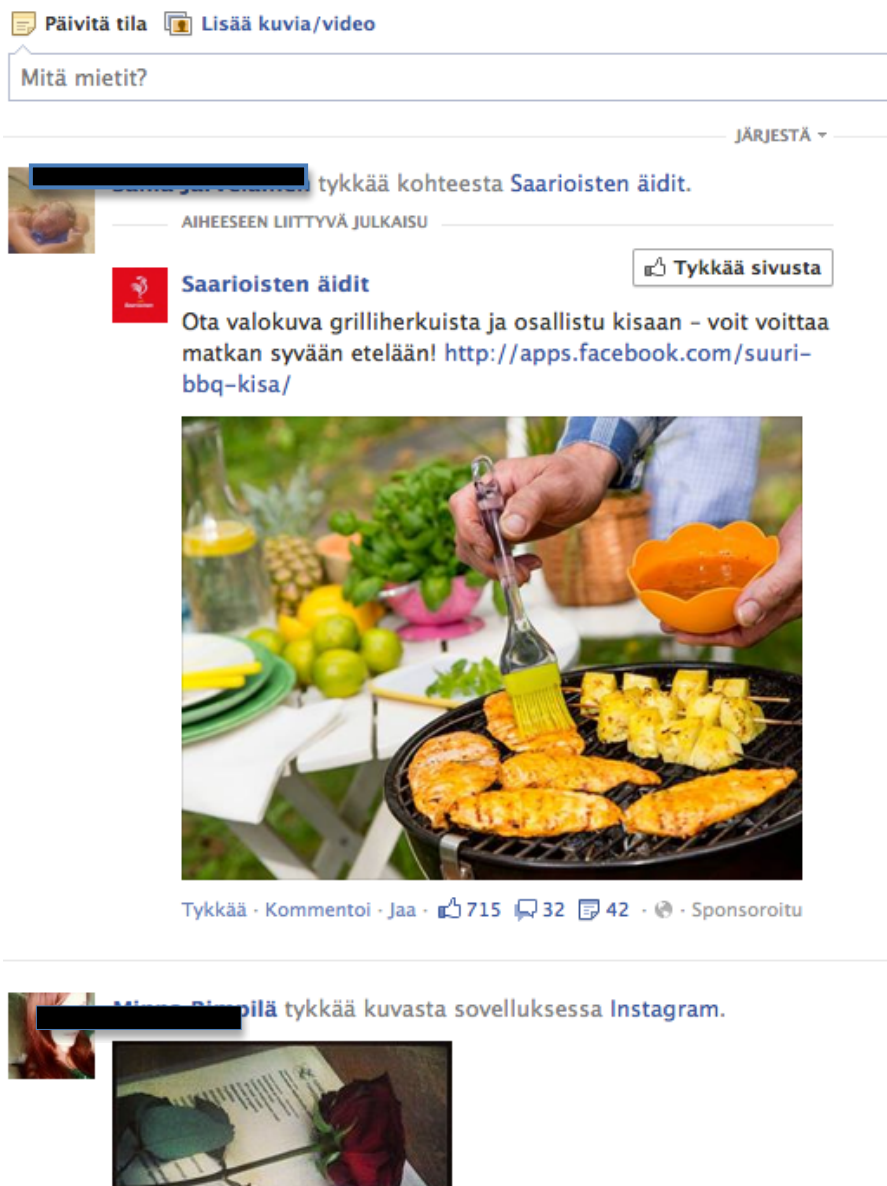 Päivitä tila Lisää kuvia/video
Mitä mietit?
JÄRJESTÄ
tykkää kohteesta Saarioisten äidit.
AIHEESEEN LIITTYVÄ JULKAISU
Tykkää sivusta
Saarioisten äidit
Ota valokuva grilliherkuista ja osallistu kisaan – voit voittaa
matkan syvään etelään! http://apps.facebook.com/suuri-
bbq-kisa/
Tykkää · Kommentoi · Jaa · 715 32 42 · · Sponsoroitu
tykkää kuvasta sovelluksessa Instagram.